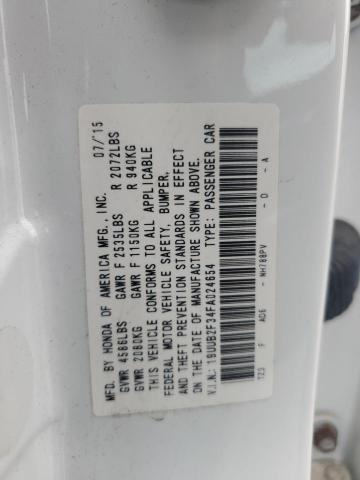 MFD. BY HONDA OF AMERICA MFG., INC. 07/'15
GVWR 4586LBS GAWR F 2535LBS R 2072LBS
GVWR 2080KG GAWR F 1150KG R 940KG
THIS VEHICLE CONFORMS TO ALL APPLICABLE
FEDERAL MOTOR VEHICLE SAFETY, BUMPER,
AND THEFT PREVENTION STANDARDS IN EFFECT
ON THE DATE OF MANUFACTURE SHOWN ABOVE.
V.I.N.: 19UUB2F34FA024654 TYPE: PASSENGER CAR
TZ3 F AD6 - NH788PV - D - A